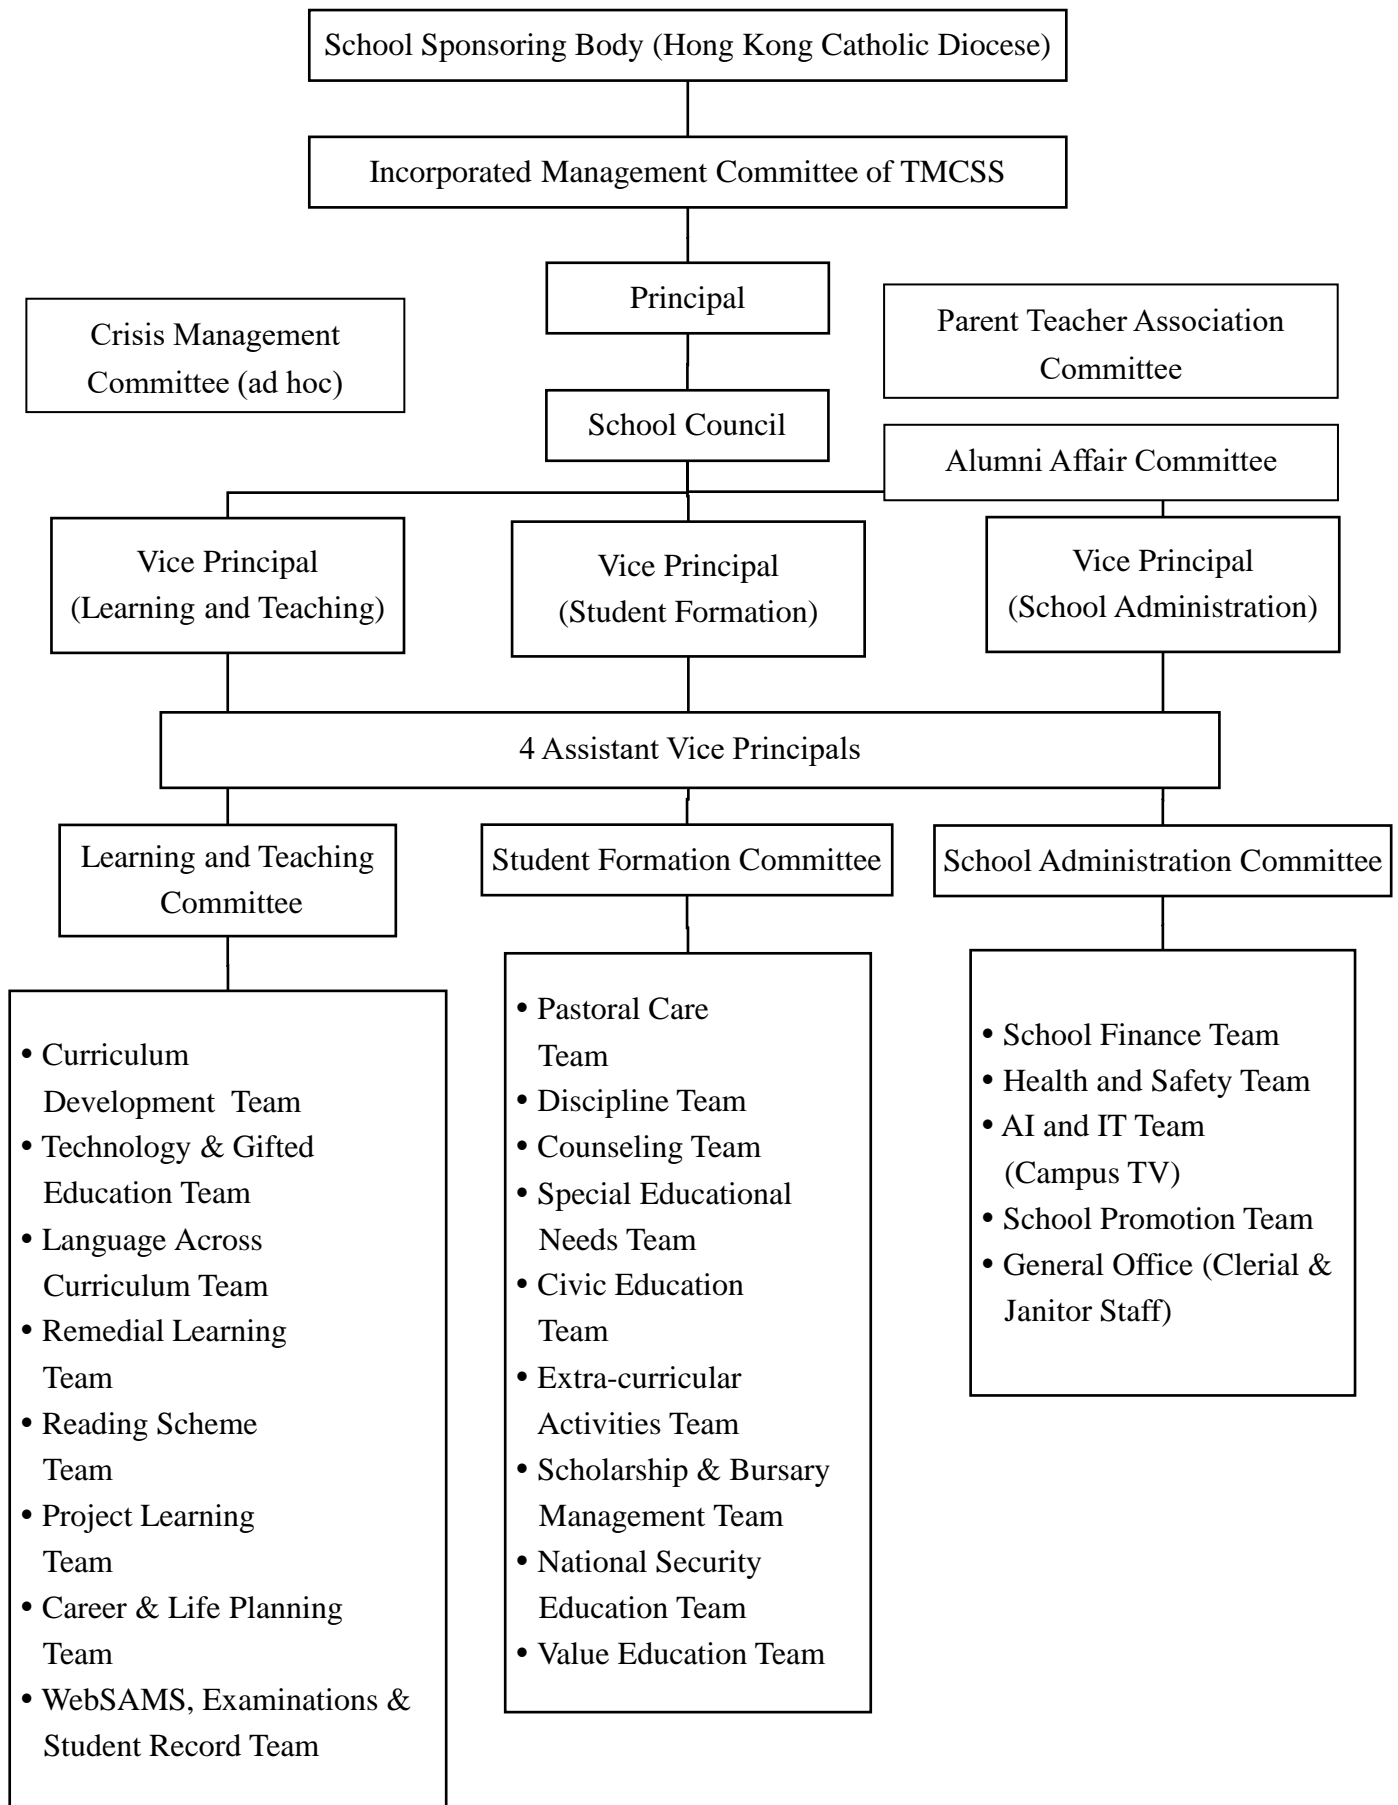 School Sponsoring Body (Hong Kong Catholic Diocese)
Incorporated Management Committee of TMCSS
Principal
Crisis Management
Committee (ad hoc)
Parent Teacher Association
Committee
School Council
Alumni Affair Committee
Vice Principal
(Learning and Teaching)
Vice Principal
(Student Formation)
Vice Principal
(School Administration)
4 Assistant Vice Principals
Learning and Teaching
Committee
Student Formation Committee
School Administration Committee
• Curriculum
Development  Team
• Technology & Gifted
Education Team
• Language Across
Curriculum Team
• Remedial Learning
Team
• Reading Scheme
Team
• Project Learning
Team
• Career & Life Planning
Team
• WebSAMS, Examinations &
Student Record Team
• Pastoral Care
Team
• Discipline Team
• Counseling Team
• Special Educational
Needs Team
• Civic Education
Team
• Extra-curricular
Activities Team
• Scholarship & Bursary
Management Team
• National Security
Education Team
• Value Education Team
• School Finance Team
• Health and Safety Team
• AI and IT Team
(Campus TV)
• School Promotion Team
• General Office (Clerial &
Janitor Staff)